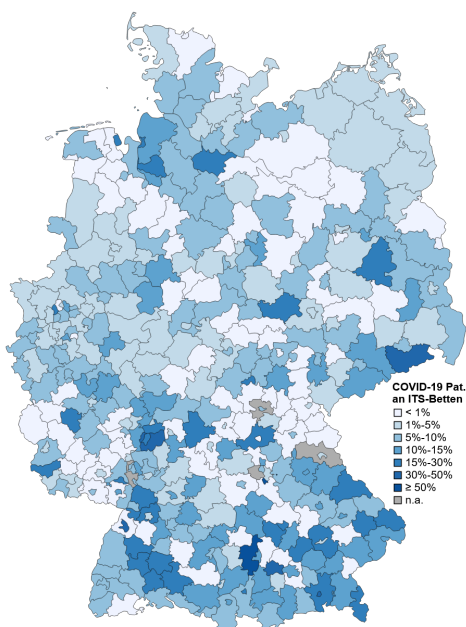 COVID-19 Pat.
an ITS-Betten
< 1%
1%-5%
5%-10%
10%-15%
15%-30%
30%-50%
≥ 50%
n.a.